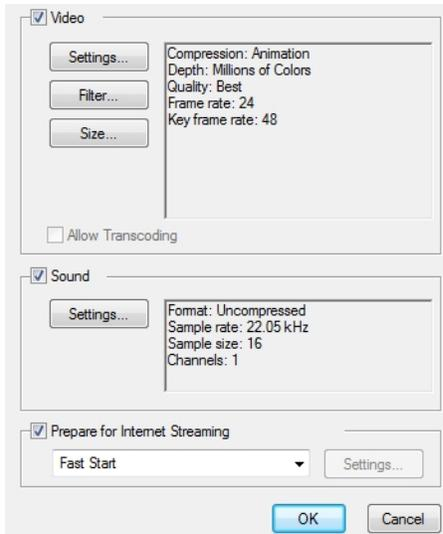 Video
Settings...
Compression: Animation
Depth: Millions of Colors
Quality: Best
Frame rate: 24
Key frame rate: 48
Filter...
Size...
Allow Transcoding
Sound
Settings...
Format: Uncompressed
Sample rate: 22.05 kHz
Sample size: 16
Channels: 1
Prepare for Internet Streaming
Fast Start
Settings...
OK
Cancel